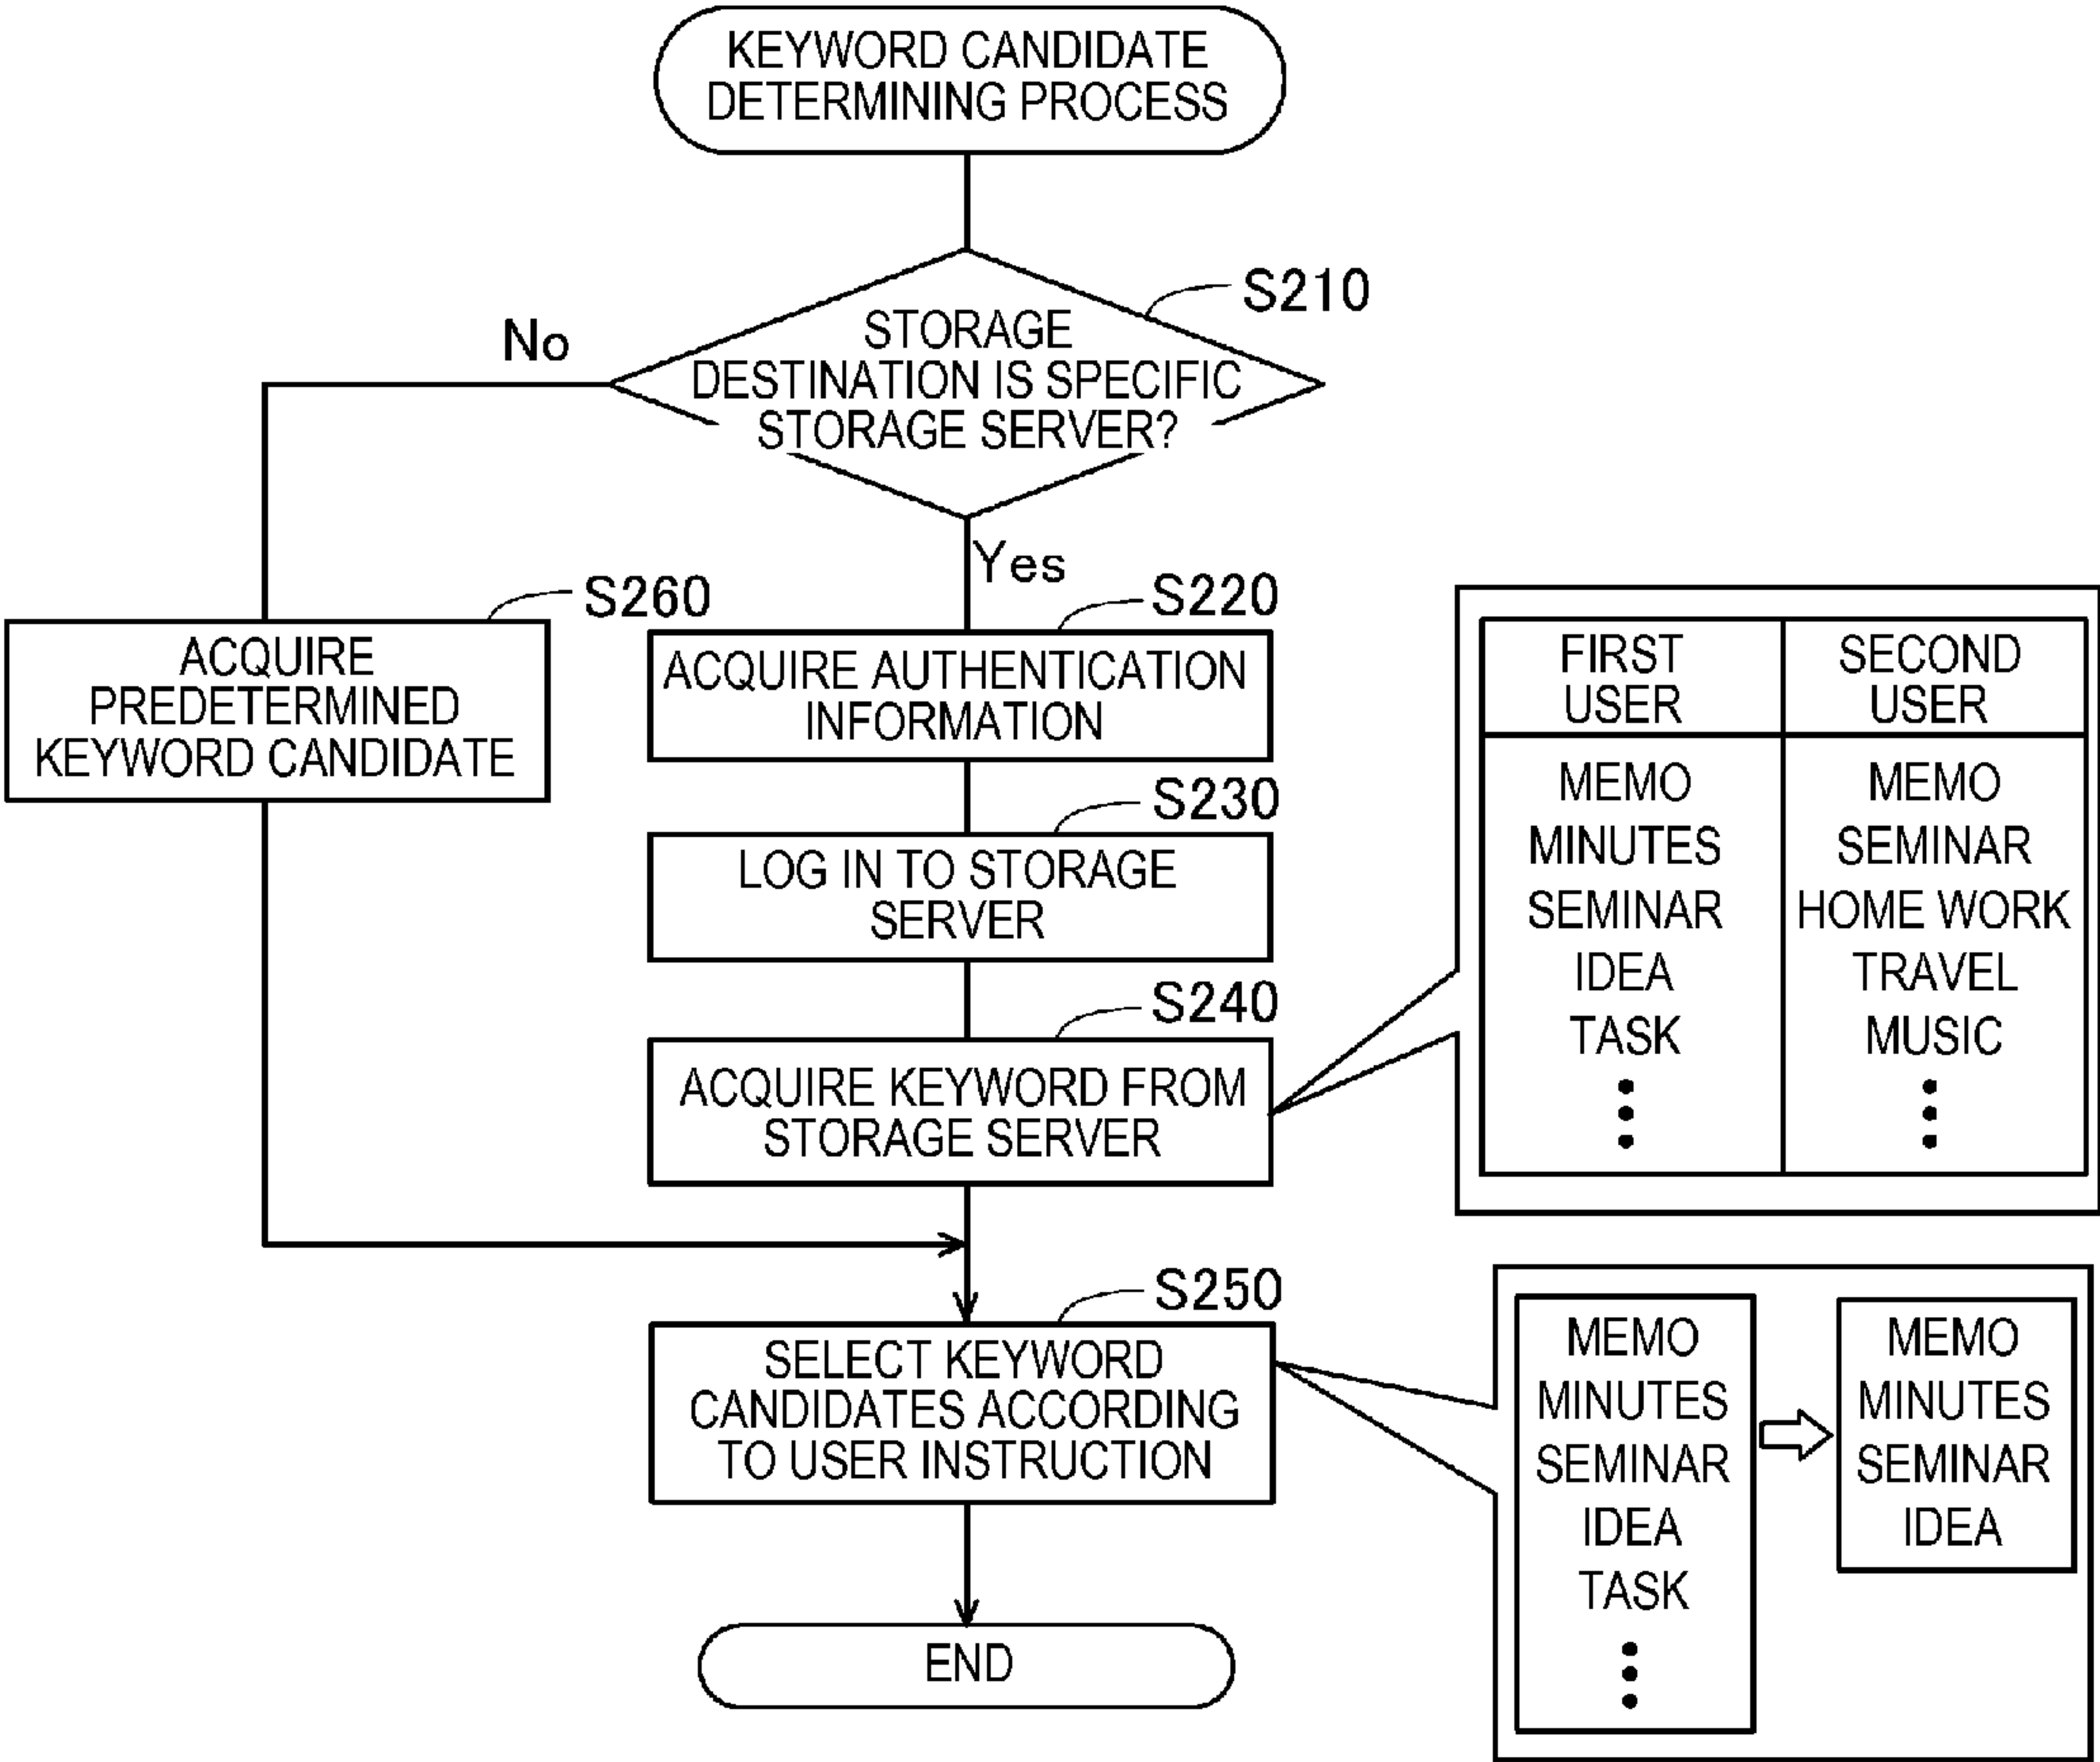 KEYWORD CANDIDATE
DETERMINING PROCESS
S210
STORAGE
DESTINATION IS SPECIFIC
STORAGE SERVER?
No
Yes
S260
ACQUIRE
PREDETERMINED
KEYWORD CANDIDATE
S220
ACQUIRE AUTHENTICATION
INFORMATION
S230
LOG IN TO STORAGE
SERVER
S240
ACQUIRE KEYWORD FROM
STORAGE SERVER
FIRST
USER
MEMO
MINUTES
SEMINAR
IDEA
TASK
SECOND
USER
MEMO
SEMINAR
HOME WORK
TRAVEL
MUSIC
S250
SELECT KEYWORD
CANDIDATES ACCORDING
TO USER INSTRUCTION
MEMO
MINUTES
SEMINAR
IDEA
TASK
MEMO
MINUTES
SEMINAR
IDEA
END